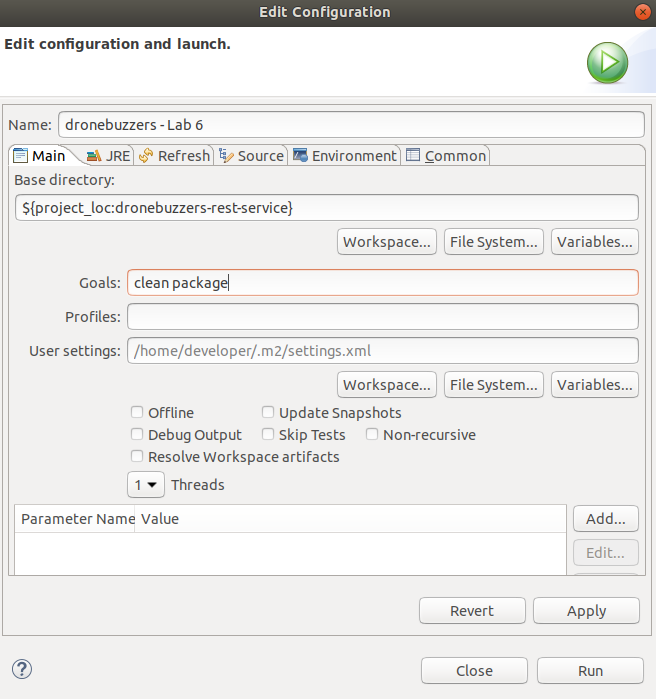 Edit Configuration
Edit configuration and launch.
Name: dronebuzzers - Lab 6
Main JRE Refresh Source Environment Common
Base directory:
${project_loc:dronebuzzers-rest-service}
Workspace... File System... Variables...
Goals: clean package
Profiles:
User settings: /home/developer/.m2/settings.xml
Workspace... File System... Variables...
Offline Update Snapshots
Debug Output Skip Tests Non-recursive
Resolve Workspace artifacts
1 Threads
Parameter Name Value Add...
Edit...
Revert Apply
? Close Run